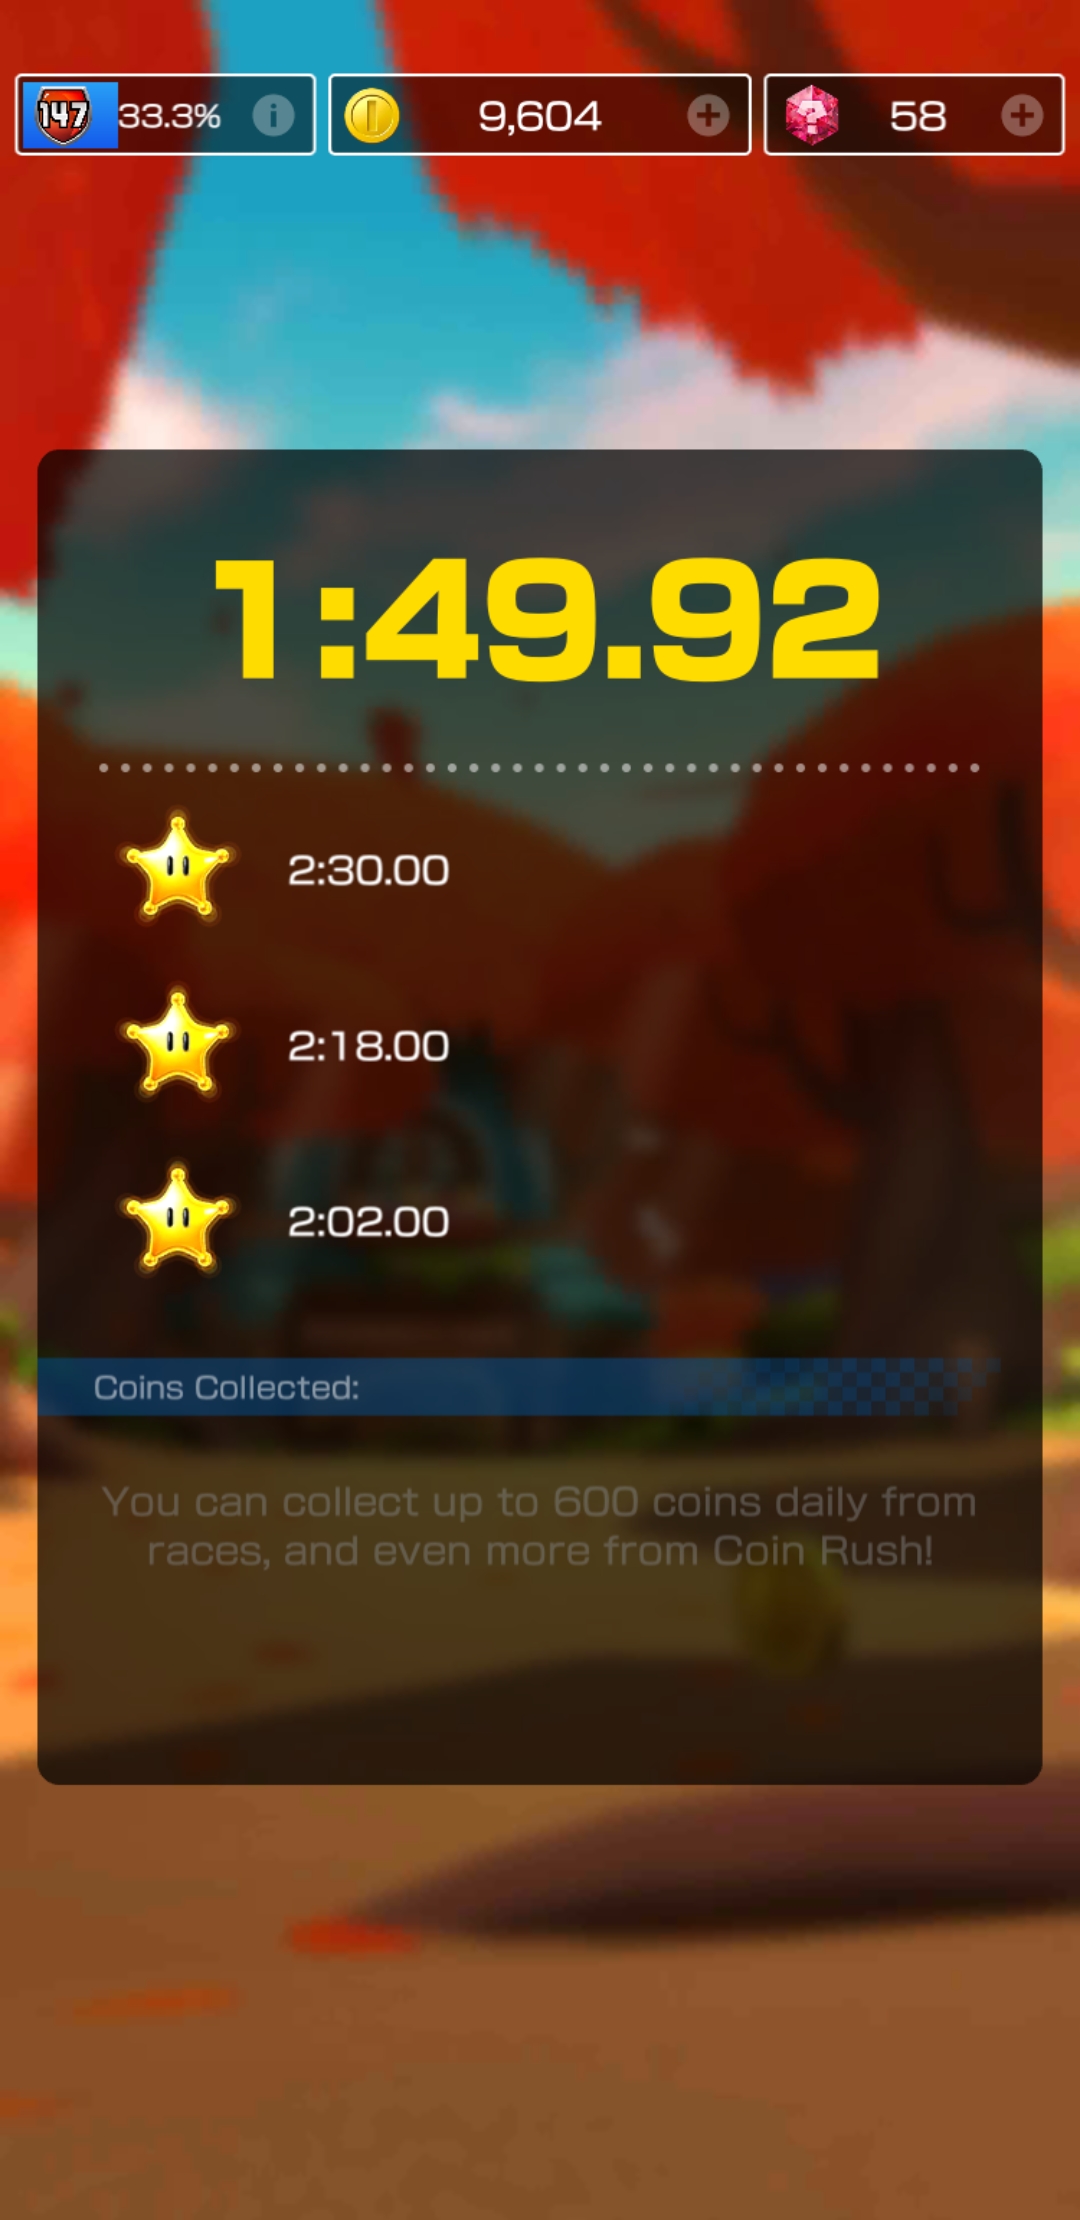 147 33.3% i 9,604 + ? 58 +
1:49.92
2:30.00
2:18.00
2:02.00
Coins Collected:
You can collect up to 600 coins daily from
races, and even more from Coin Rush!